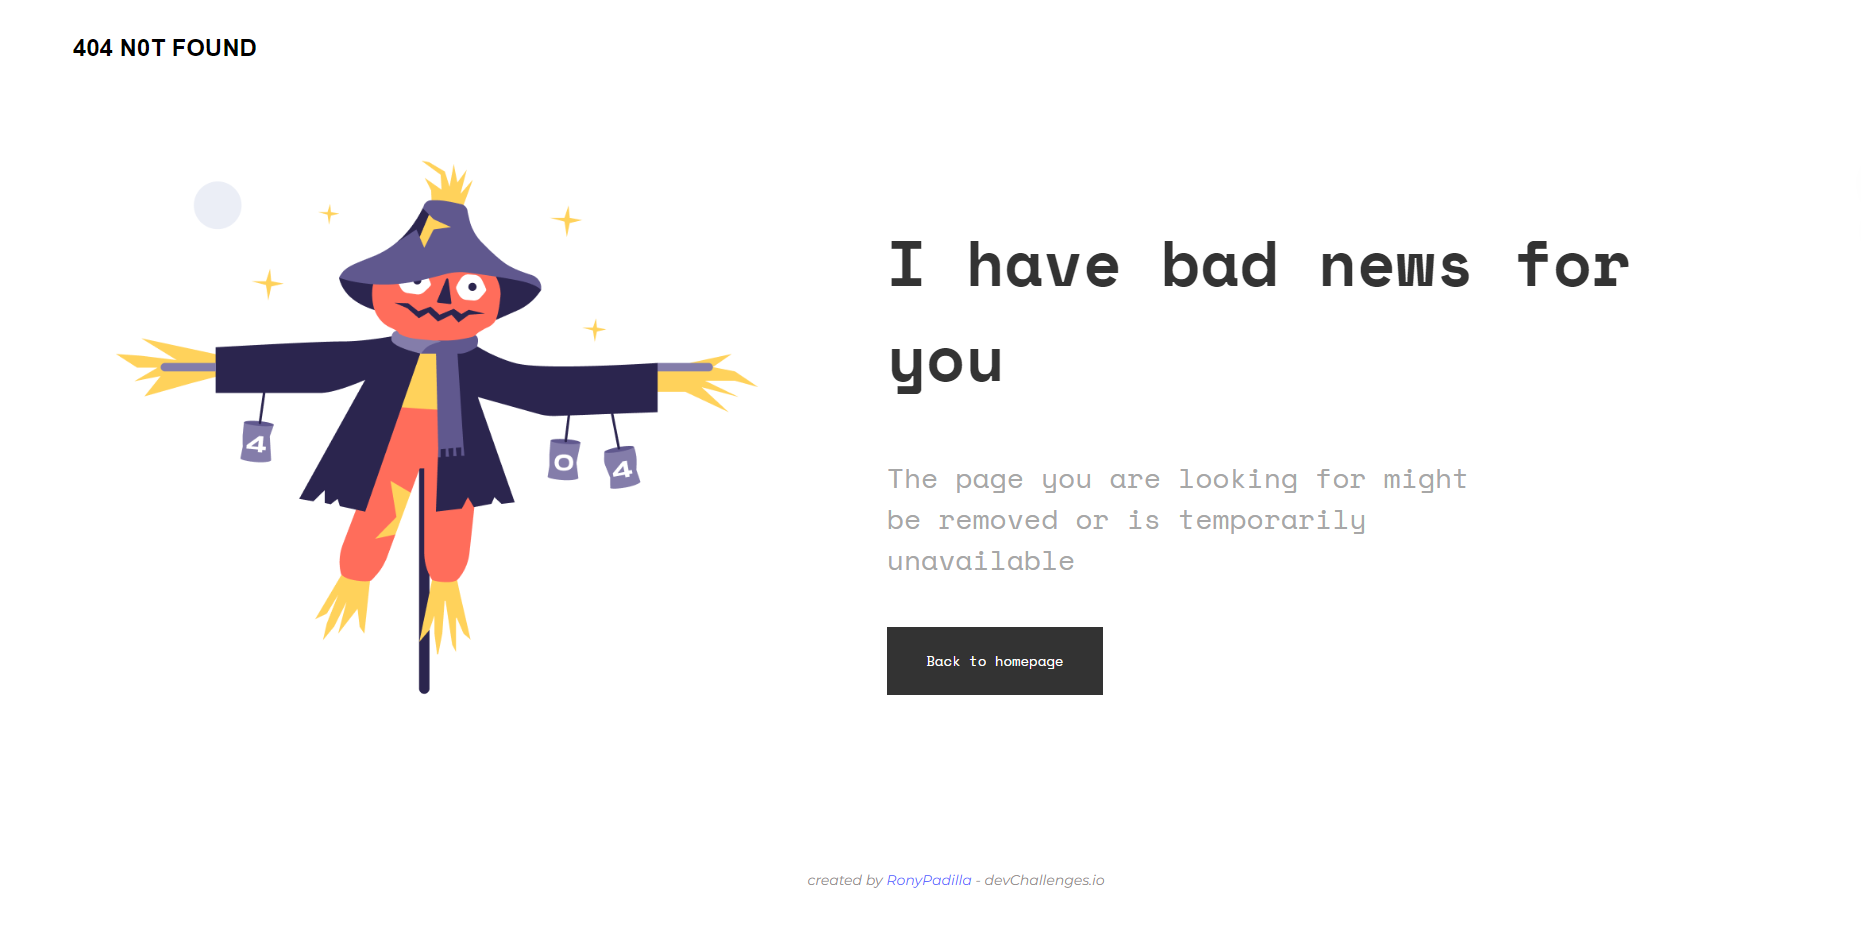 404 N0T FOUND
4
0
4
I have bad news for
you
The page you are looking for might
be removed or is temporarily
unavailable
Back to homepage
created by RonyPadilla - devChallenges.io